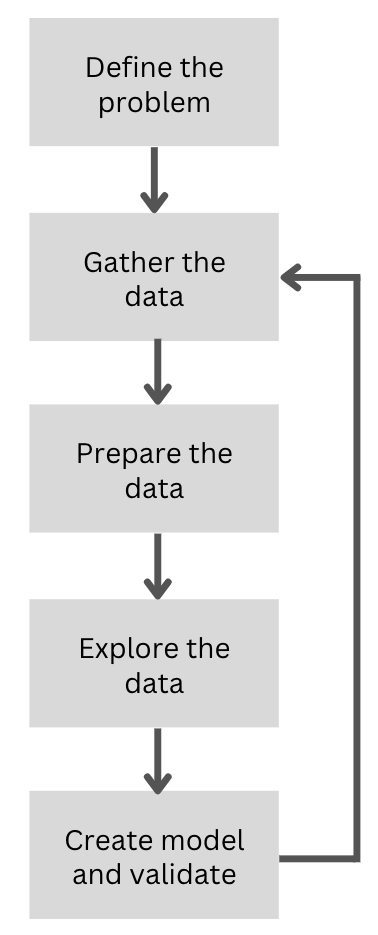 Define the
problem
Gather the
data
Prepare the
data
Explore the
data
Create model
and validate